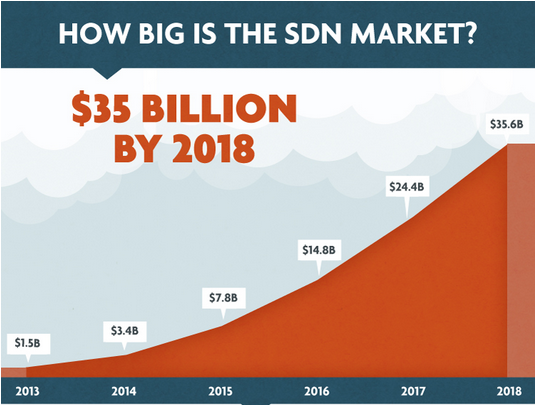 HOW BIG IS THE SDN MARKET?
$35 BILLION
BY 2018
$35.6B
$24.4B
$14.8B
$7.8B
$3.4B
$1.5B
2013 2014 2015 2016 2017 2018